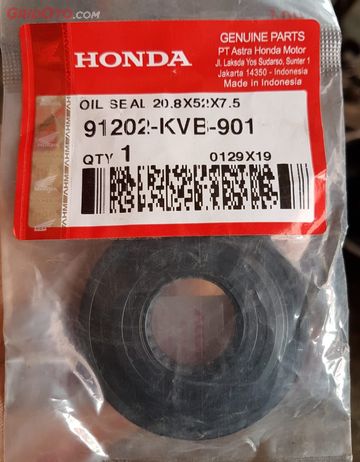 GridOTO.com
HONDA
GENUINE PARTS
PT Astra Honda Motor
Jl. Laksda Yos Sudarso, Sunter 1
Jakarta 14350 - Indonesia
Made in Indonesia
OIL SEAL 20.8X52X7.5
91202-KVB-901
QTY 1
0129X19
AHM